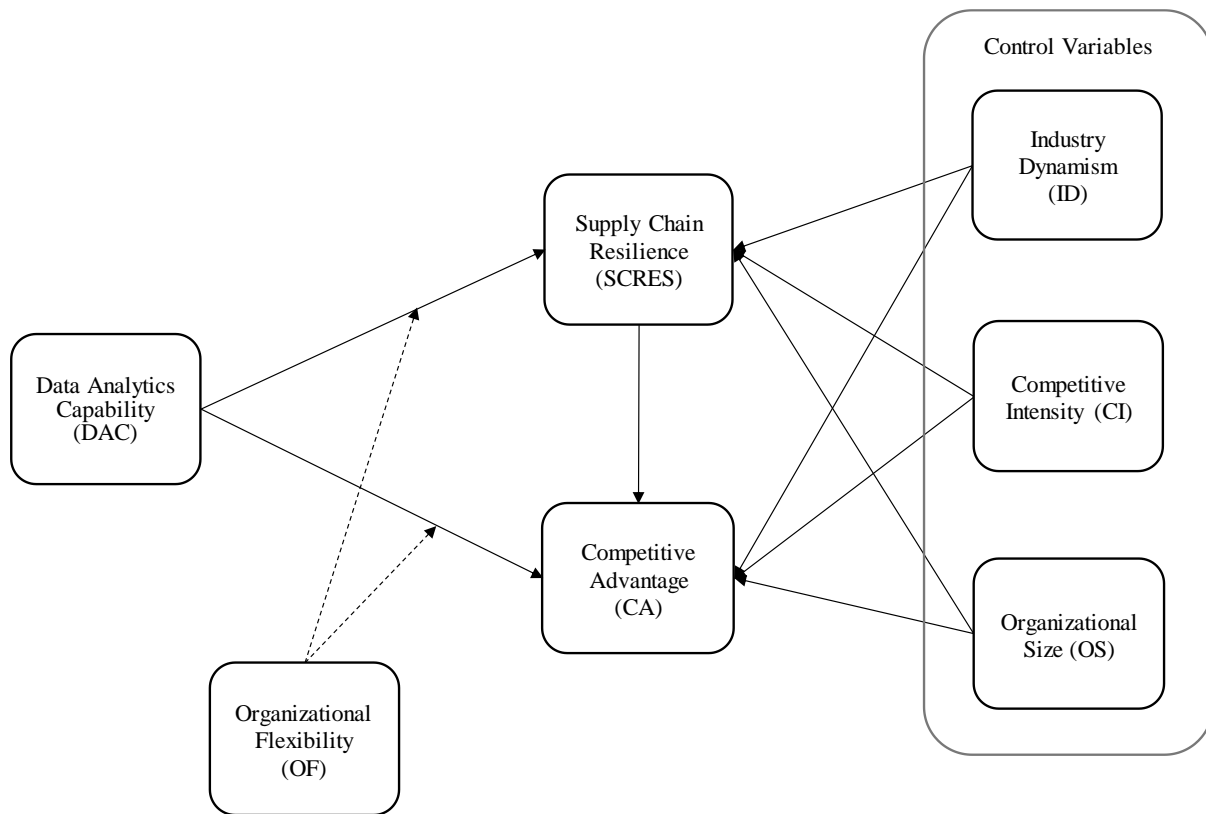 Control Variables
Industry
Dynamism
(ID)
Supply Chain
Resilience
(SCRES)
Data Analytics
Capability
(DAC)
Competitive
Intensity (CI)
Competitive
Advantage
(CA)
Organizational
Size (OS)
Organizational
Flexibility
(OF)